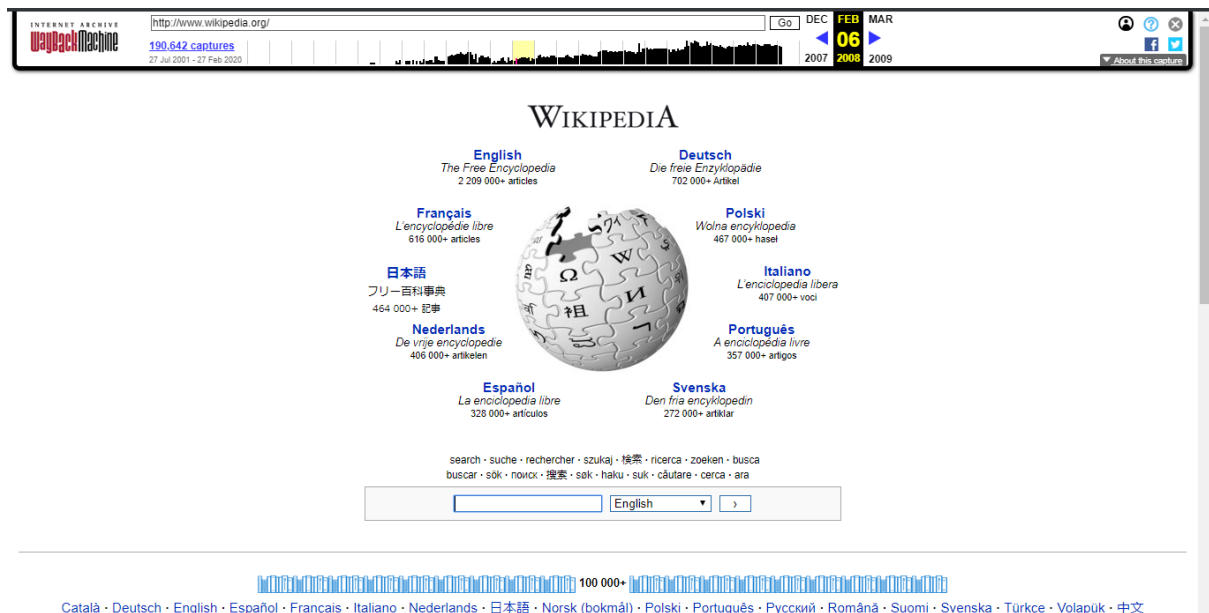 INTERNET ARCHIVE
WayBackMachine
http://www.wikipedia.org/
Go
DEC FEB MAR
06
2007 2008 2009
190,642 captures
27 Jul 2001 - 27 Feb 2020
About this capture
WIKIPEDIA
English
The Free Encyclopedia
2 209 000+ articles
Deutsch
Die freie Enzyklopädie
702 000+ Artikel
Français
L'encyclopédie libre
616 000+ articles
Polski
Wolna encyklopedia
467 000+ haseł
日本語
フリー百科事典
464 000+ 記事
Italiano
L'enciclopedia libera
407 000+ voci
Nederlands
De vrije encyclopedie
406 000+ artikelen
Português
A enciclopédia livre
357 000+ artigos
Español
La enciclopedia libre
328 000+ artículos
Svenska
Den fria encyklopedin
272 000+ artiklar
Ω W И 祖
search · suche · rechercher · szukaj · 検索 · ricerca · zoeken · busca
buscar · sök · поиск · 搜索 · søk · haku · suk · căutare · cerca · ara
English
100 000+
Català · Deutsch · English · Español · Français · Italiano · Nederlands · 日本語 · Norsk (bokmål) · Polski · Português · Русский · Română · Suomi · Svenska · Türkçe · Volapük · 中文